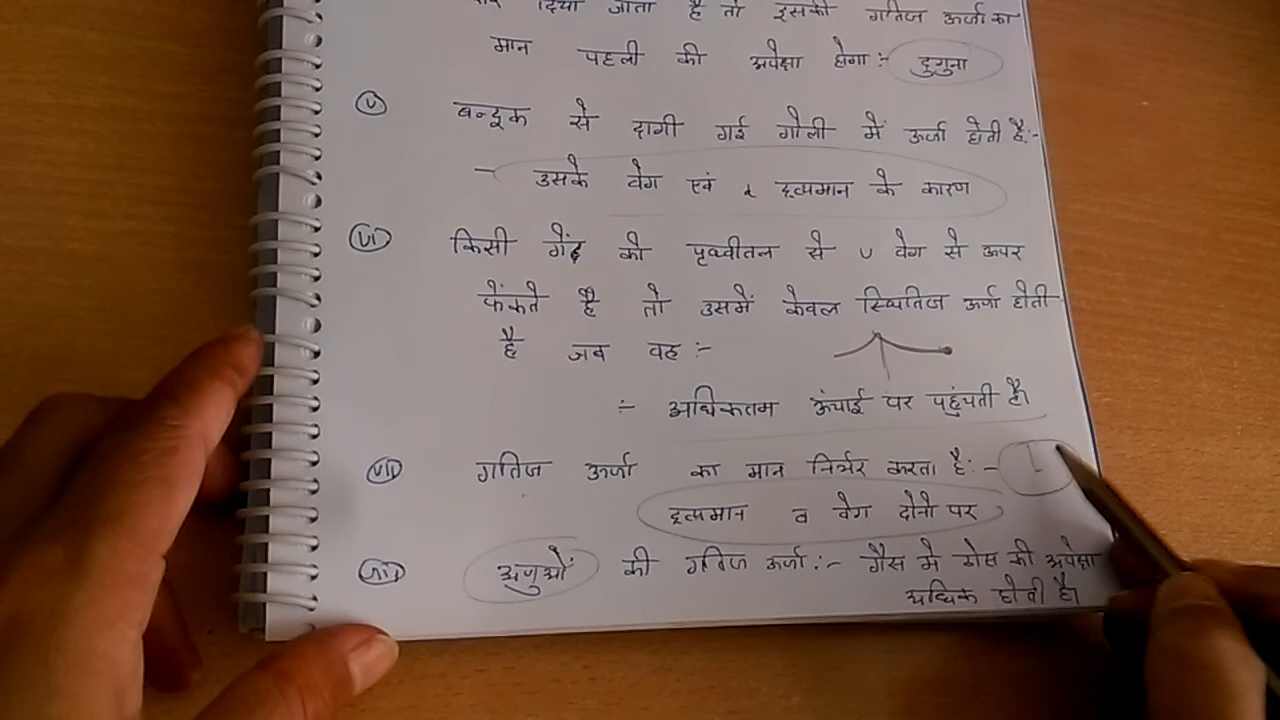 दिया जाता है तो इसकी गतिज ऊर्जा का
मान पहली की अपेक्षा होगा :- दुगुना
(v) बन्दूक से दागी गई गोली में ऊर्जा होती है:-
- उसके वेग एवं द्रव्यमान के कारण
(vi) किसी गेंद को पृथ्वीतल से υ वेग से ऊपर
फेंकते है तो उसमें केवल स्थितिज ऊर्जा होती
है जब वह :-
:- अधिकतम ऊंचाई पर पहुंचती है।
(vii) गतिज ऊर्जा का मान निर्भर करता है: -
द्रव्यमान व वेग दोनो पर
(viii) अणुओं की गतिज ऊर्जा :- गैस मे ठोस की अपेक्षा
अधिक होती है।